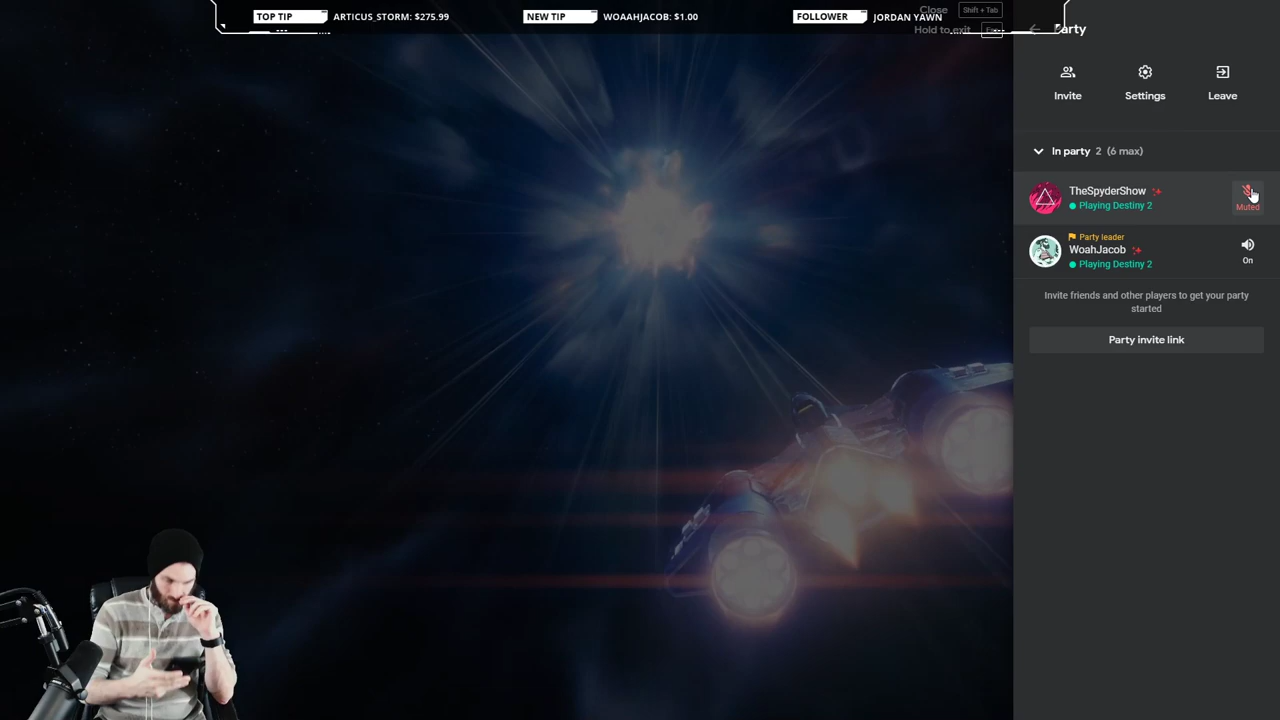 TOP TIP ARTICUS_STORM: $275.99 NEW TIP WOAAHJACOB: $1.00 FOLLOWER JORDAN YAWN
Close Shift + Tab
Hold to exit
Party
Invite Settings Leave
In party 2 (6 max)
TheSpyderShow
Playing Destiny 2
Muted
Party leader
WoahJacob
Playing Destiny 2
On
Invite friends and other players to get your party
started
Party invite link